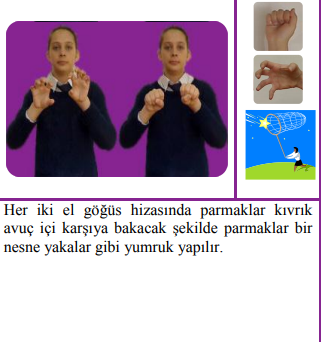 Her iki el göğüs hizasında parmaklar kıvrık
avuç içi karşıya bakacak şekilde parmaklar bir
nesne yakalar gibi yumruk yapılır.